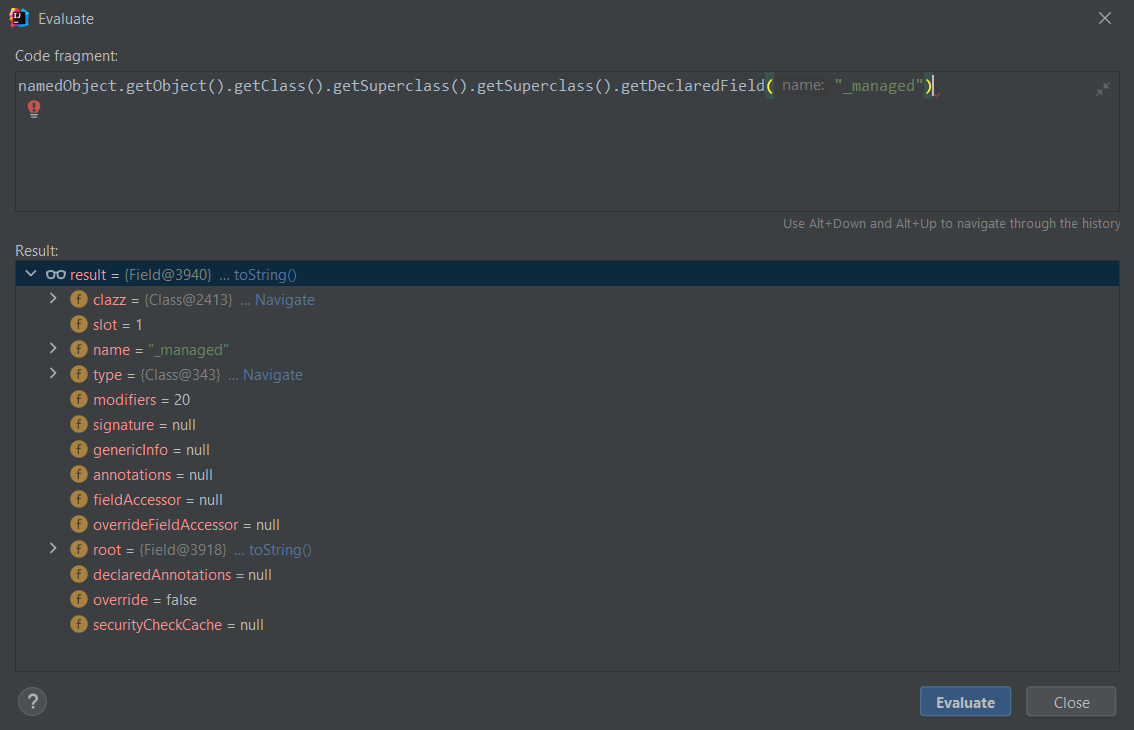 Evaluate
Code fragment:
namedObject.getObject().getClass().getSuperclass().getSuperclass().getDeclaredField( name: "_managed")
Use Alt+Down and Alt+Up to navigate through the history
Result:
result = {Field@3940} ... toString()
f clazz = {Class@2413} ... Navigate
f slot = 1
f name = "_managed"
f type = {Class@343} ... Navigate
f modifiers = 20
f signature = null
f genericInfo = null
f annotations = null
f fieldAccessor = null
f overrideFieldAccessor = null
f root = {Field@3918} ... toString()
f declaredAnnotations = null
f override = false
f securityCheckCache = null
? Evaluate Close